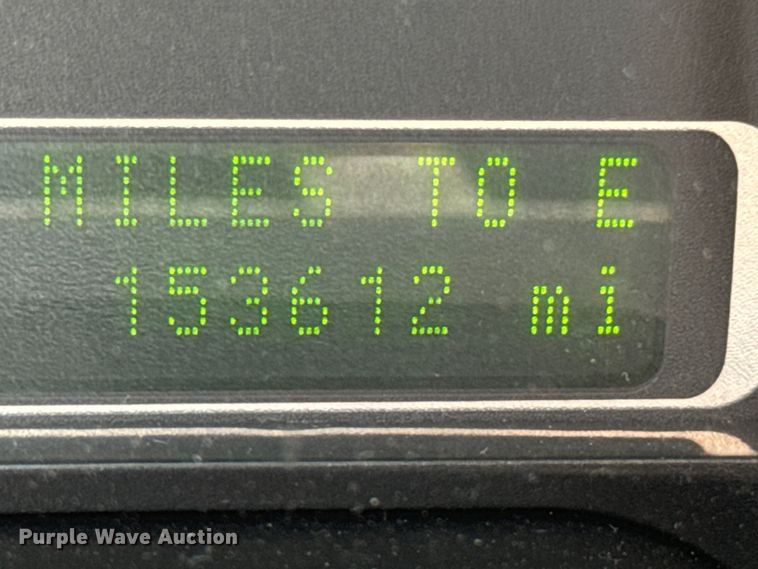 MILES TO E
153612 mi
Purple Wave Auction